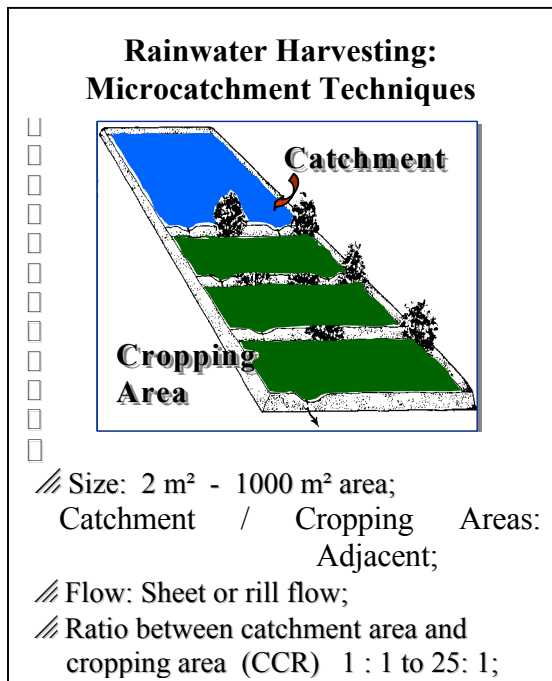 Rainwater Harvesting:
Microcatchment Techniques
Catchment
Cropping
Area
Size: 2 m² - 1000 m² area;
Catchment / Cropping Areas:
Adjacent;
Flow: Sheet or rill flow;
Ratio between catchment area and
cropping area (CCR) 1 : 1 to 25: 1;